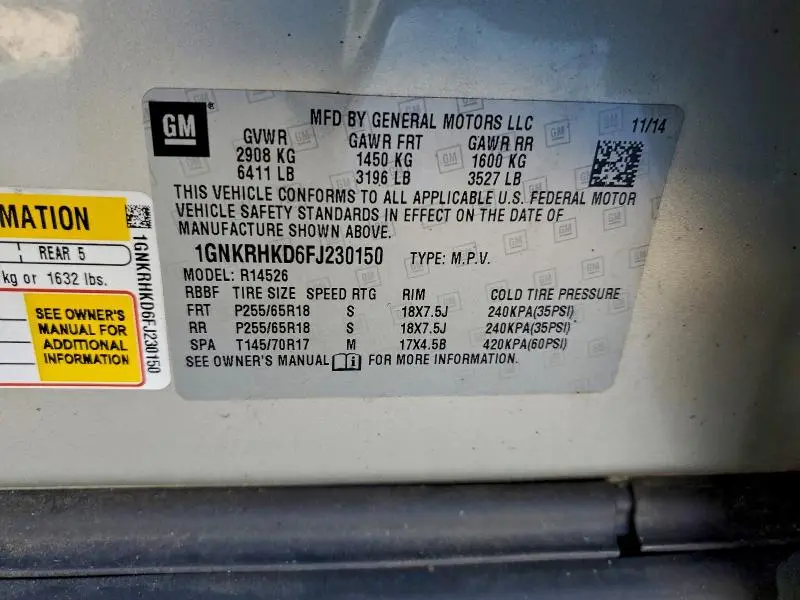 GM
MFD BY GENERAL MOTORS LLC 11/14
GVWR GAWR FRT GAWR RR
2908 KG 1450 KG 1600 KG
6411 LB 3196 LB 3527 LB
THIS VEHICLE CONFORMS TO ALL APPLICABLE U.S. FEDERAL MOTOR
VEHICLE SAFETY STANDARDS IN EFFECT ON THE DATE OF
MANUFACTURE SHOWN ABOVE.
1GNKRHKD6FJ230150 TYPE: M.P.V.
MODEL: R14526
RBBF TIRE SIZE SPEED RTG RIM COLD TIRE PRESSURE
FRT P255/65R18 S 18X7.5J 240KPA(35PSI)
RR P255/65R18 S 18X7.5J 240KPA(35PSI)
SPA T145/70R17 M 17X4.5B 420KPA(60PSI)
SEE OWNER'S MANUAL i FOR MORE INFORMATION.
MATION
REAR 5
kg or 1632 lbs.
SEE OWNER'S
MANUAL FOR
ADDITIONAL
INFORMATION
1GNKRHKD6FJ230150